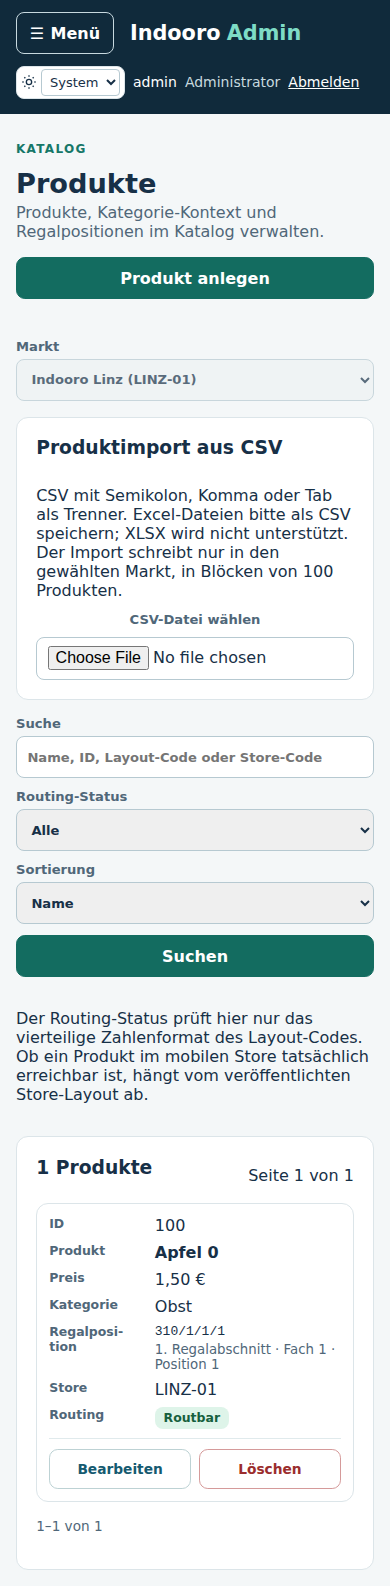 ☰ Menü
Indooro Admin
System
admin Administrator Abmelden
KATALOG
Produkte
Produkte, Kategorie-Kontext und
Regalpositionen im Katalog verwalten.
Produkt anlegen
Markt
Indooro Linz (LINZ-01)
Produktimport aus CSV
CSV mit Semikolon, Komma oder Tab
als Trenner. Excel-Dateien bitte als CSV
speichern; XLSX wird nicht unterstützt.
Der Import schreibt nur in den
gewählten Markt, in Blöcken von 100
Produkten.
CSV-Datei wählen
Choose File No file chosen
Suche
Name, ID, Layout-Code oder Store-Code
Routing-Status
Alle
Sortierung
Name
Suchen
Der Routing-Status prüft hier nur das
vierteilige Zahlenformat des Layout-Codes.
Ob ein Produkt im mobilen Store tatsächlich
erreichbar ist, hängt vom veröffentlichten
Store-Layout ab.
1 Produkte
Seite 1 von 1
ID 100
Produkt Apfel 0
Preis 1,50 €
Kategorie Obst
Regalposi-
tion
310/1/1/1
1. Regalabschnitt · Fach 1 ·
Position 1
Store LINZ-01
Routing Routbar
Bearbeiten
Löschen
1–1 von 1